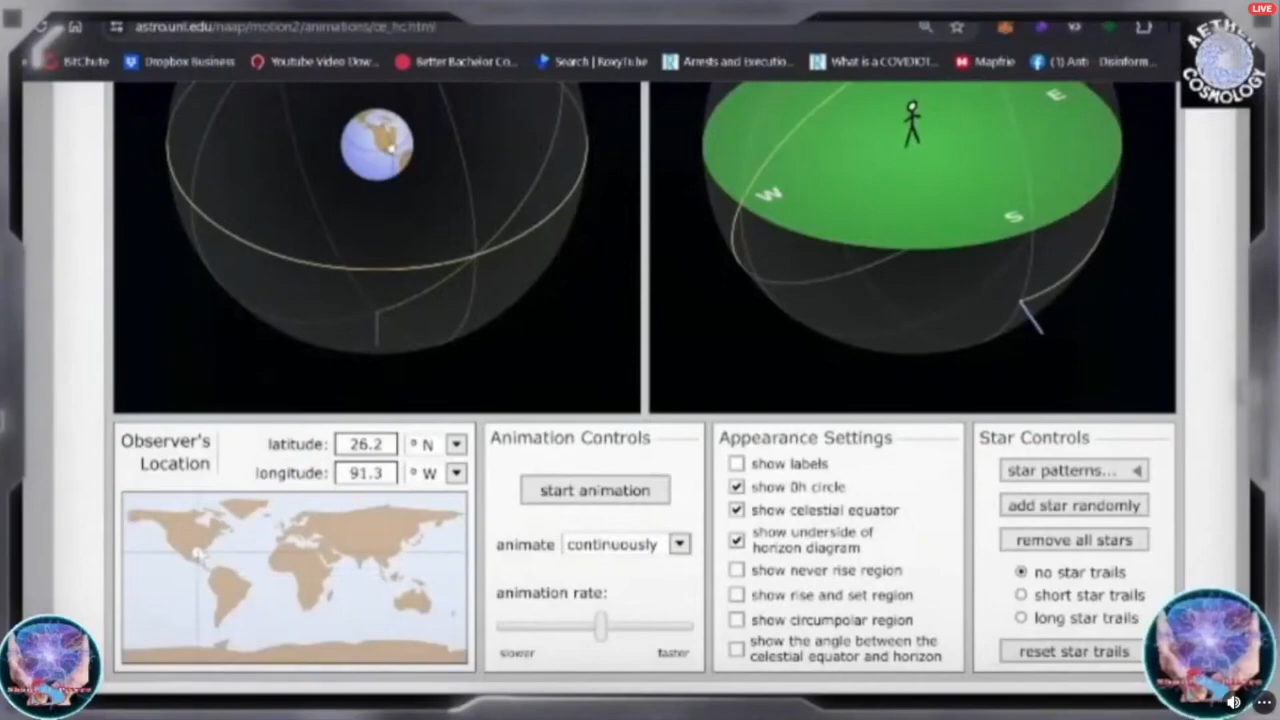 LIVE
astro.unl.edu/naap/motion2/animations/ce_hc.html
BitChute Dropbox Business Youtube Video Dow... Better Bachelor Co... Search | RoxyTube Arrests and Executio... What is a COVIDIOT... Mapfrie (1) Anti Disinform...
AETHER
COSMOLOGY
E
W
S
Observer's
Location
latitude: 26.2 ° N
longitude: 91.3 ° W
Animation Controls
start animation
animate continuously
animation rate:
slower faster
Appearance Settings
show labels
show 0h circle
show celestial equator
show underside of
horizon diagram
show never rise region
show rise and set region
show circumpolar region
show the angle between the
celestial equator and horizon
Star Controls
star patterns...
add star randomly
remove all stars
no star trails
short star trails
long star trails
reset star trails